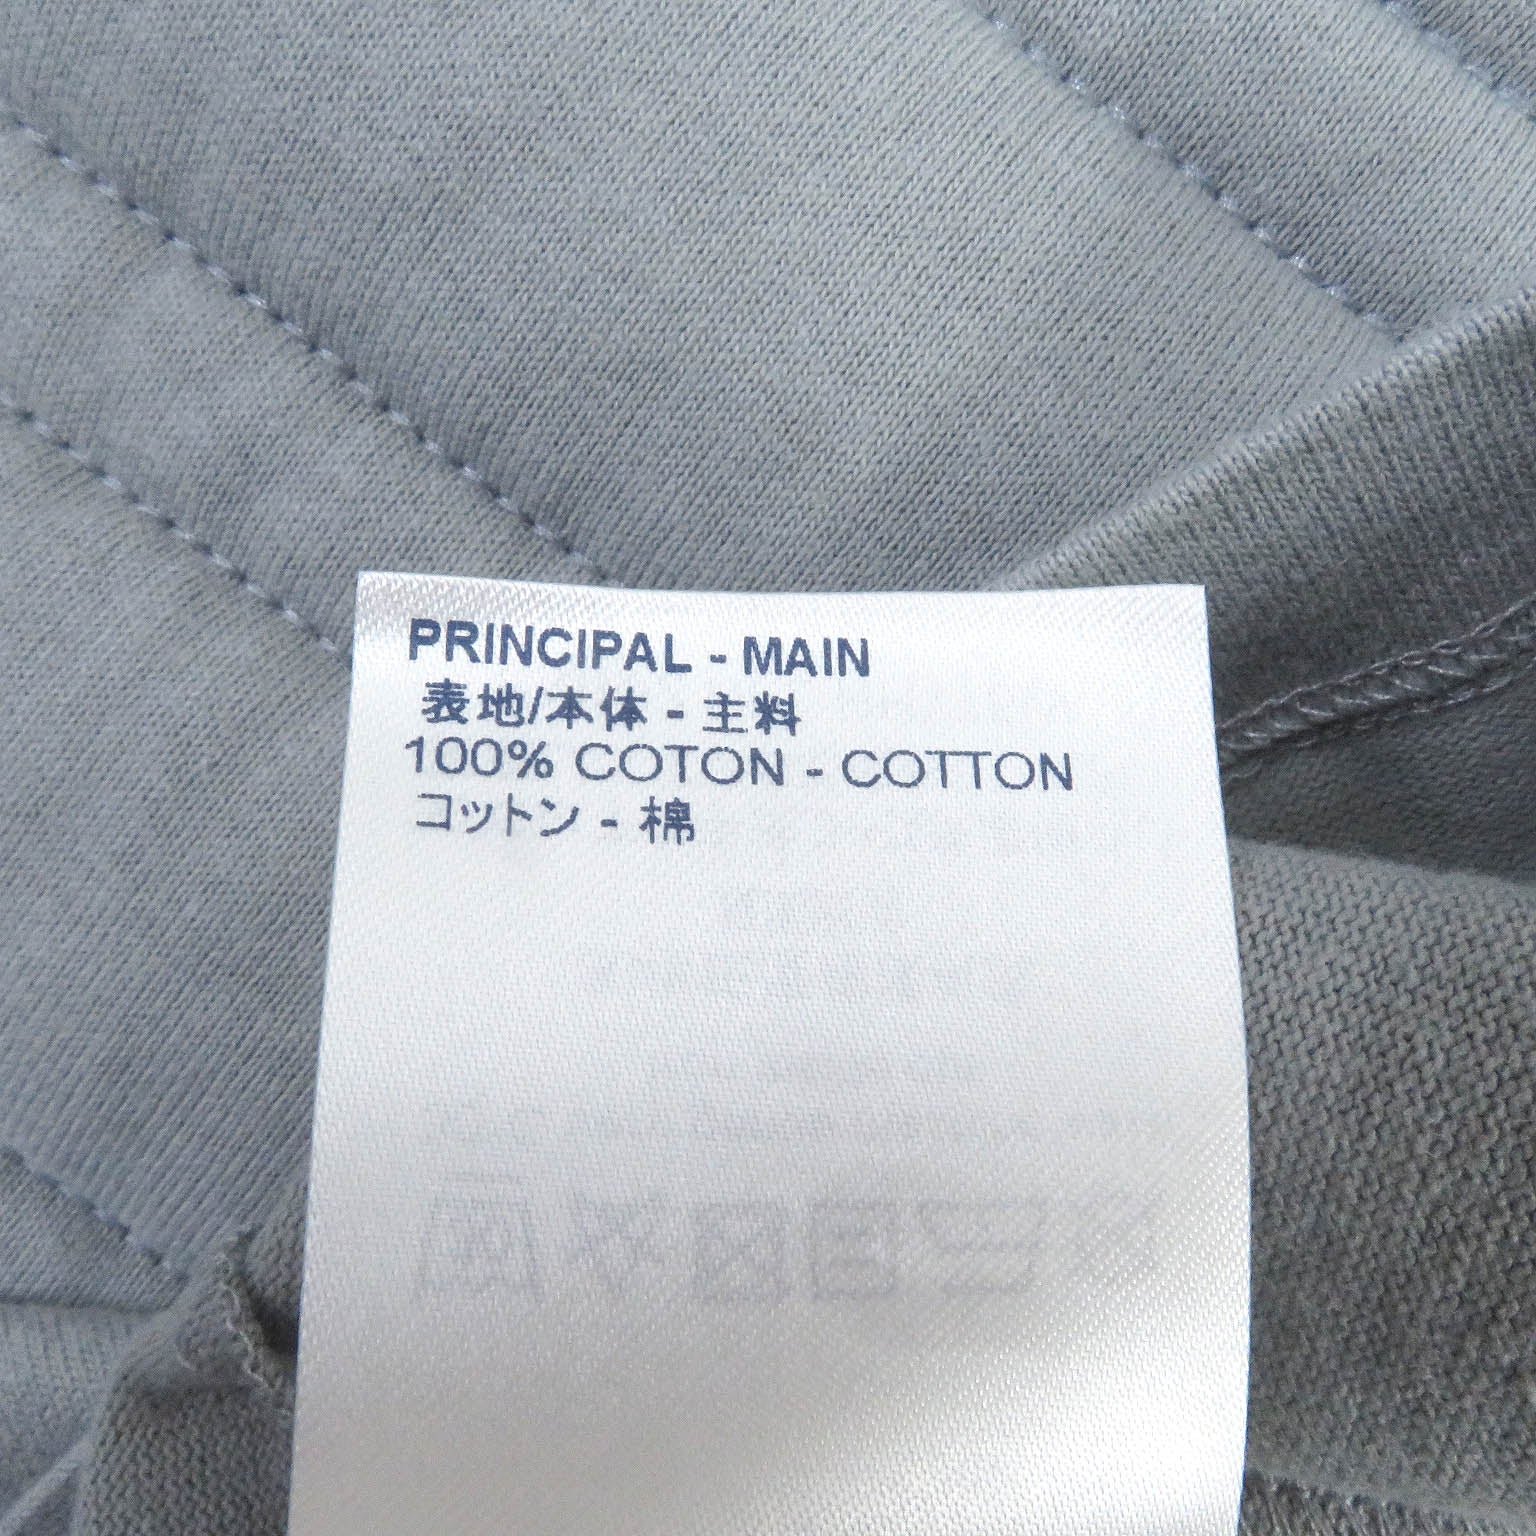 PRINCIPAL - MAIN
表地/本体 - 主料
100% COTON - COTTON
コットン - 棉